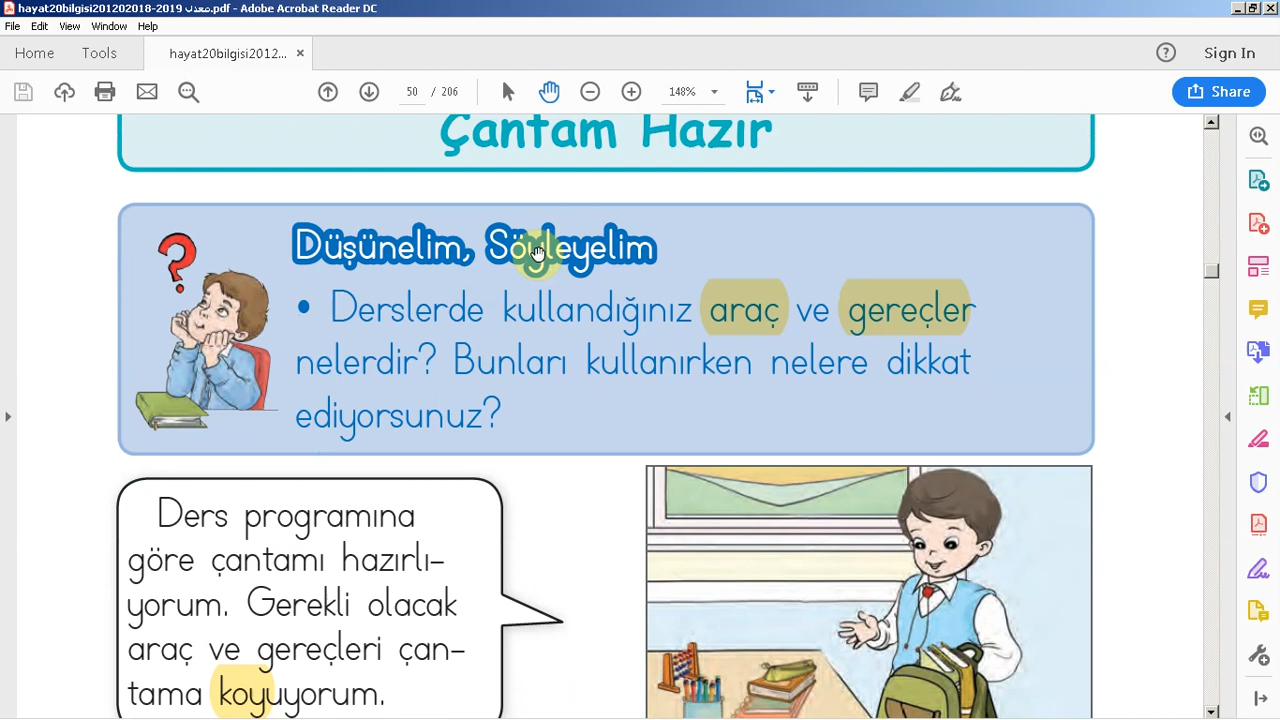 hayat20bilgisi201202018-2019 معدل.pdf - Adobe Acrobat Reader DC
File Edit View Window Help
Home Tools hayat20bilgisi2012... × Sign In
50 / 206 148% Share
Çantam Hazır
Düşünelim, Söyleyelim
• Derslerde kullandığınız araç ve gereçler
nelerdir? Bunları kullanırken nelere dikkat
ediyorsunuz?
Ders programına
göre çantamı hazırlı-
yorum. Gerekli olacak
araç ve gereçleri çan-
tama koyuyorum.